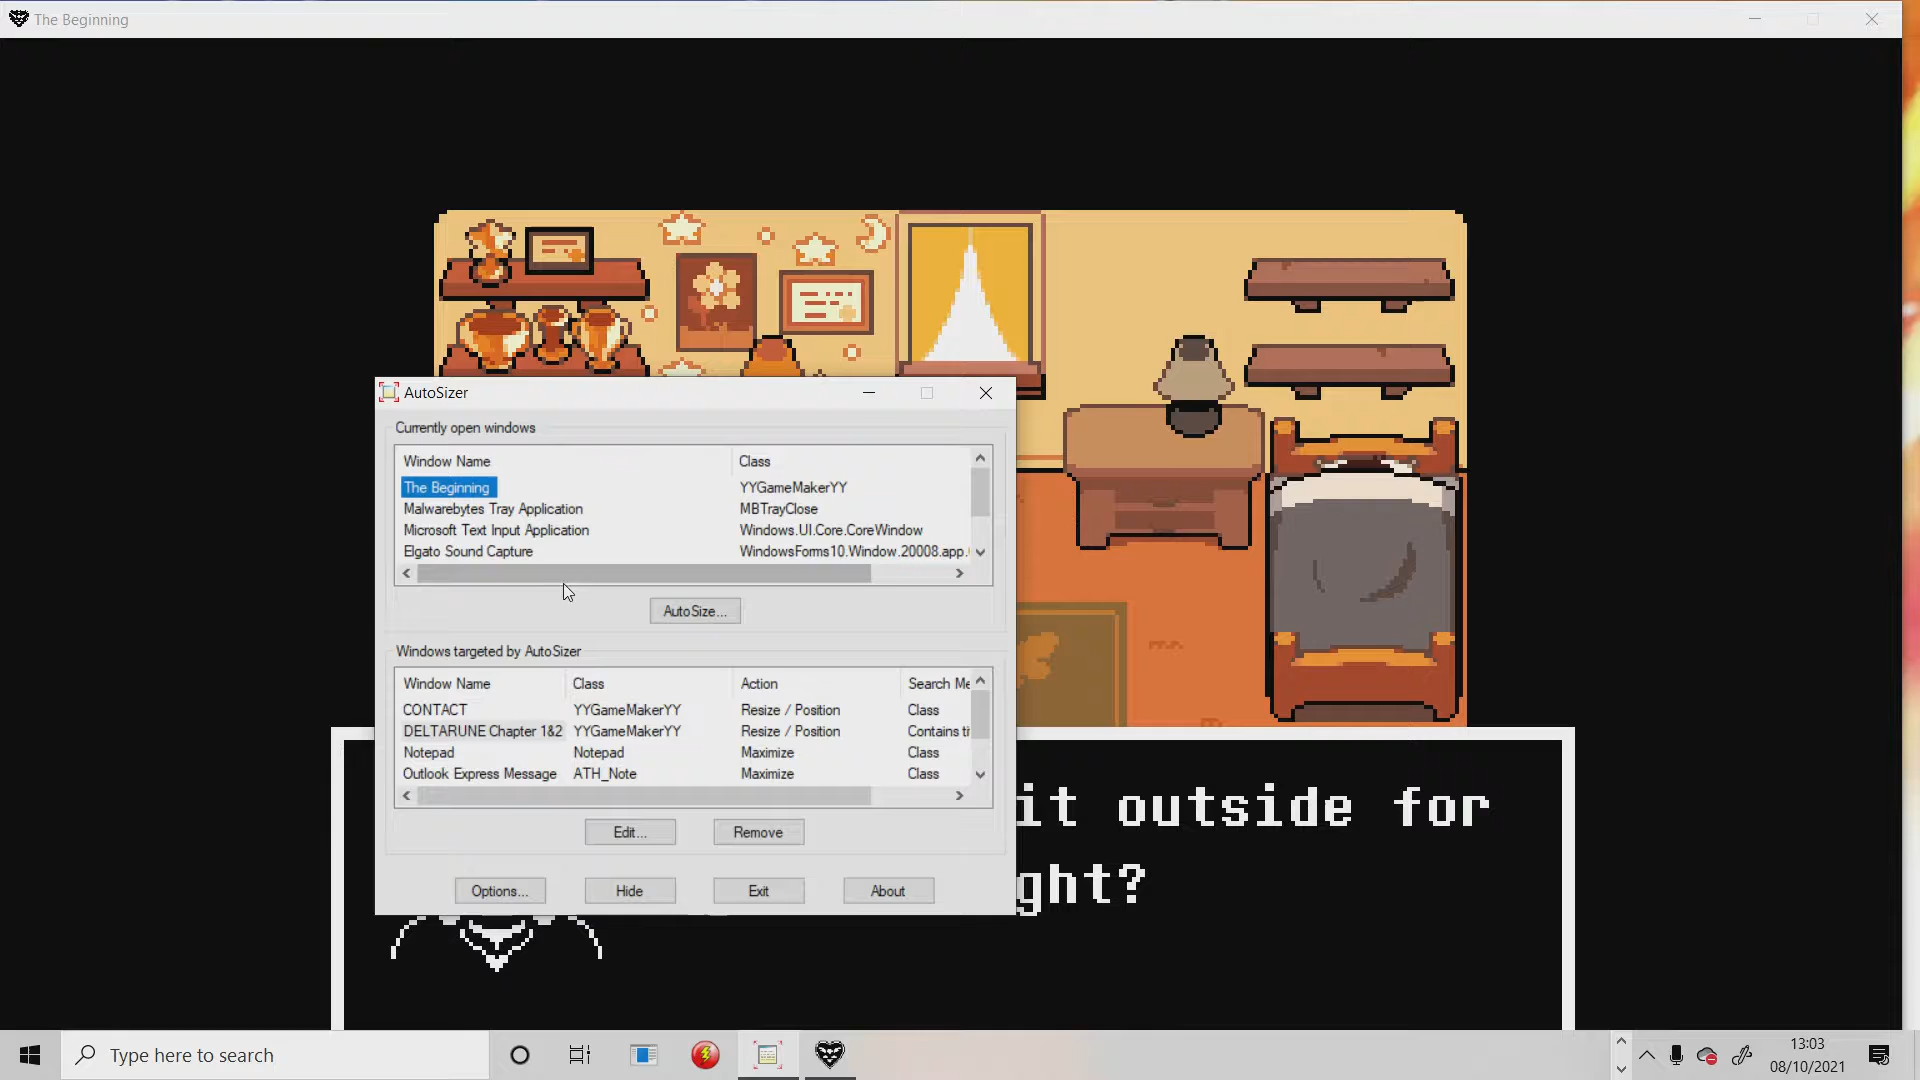 The Beginning
AutoSizer
Currently open windows
Window Name Class
The Beginning YYGameMakerYY
Malwarebytes Tray Application MBTrayClose
Microsoft Text Input Application Windows.UI.Core.CoreWindow
Elgato Sound Capture WindowsForms10.Window.20008.app.
AutoSize...
Windows targeted by AutoSizer
Window Name Class Action Search Me
CONTACT YYGameMakerYY Resize / Position Class
DELTARUNE Chapter 1&2 YYGameMakerYY Resize / Position Contains ti
Notepad Notepad Maximize Class
Outlook Express Message ATH_Note Maximize Class
Edit... Remove
Options... Hide Exit About
it outside for
ght?
Type here to search
13:03
08/10/2021